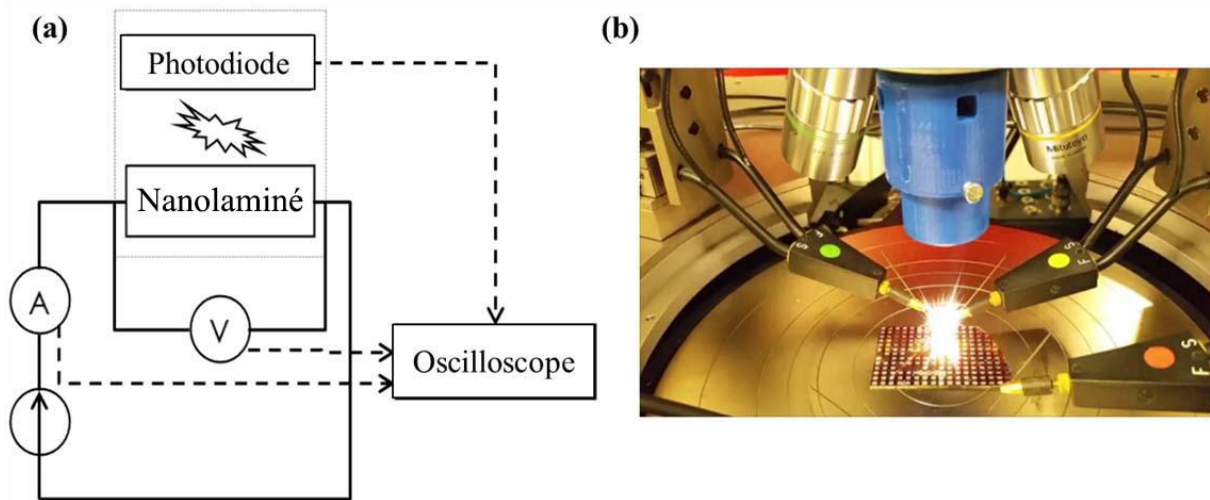 (a)
Photodiode
Nanolaminé
A
V
Oscilloscope
(b)
Mitutoyo
S
F
S
F
S
F